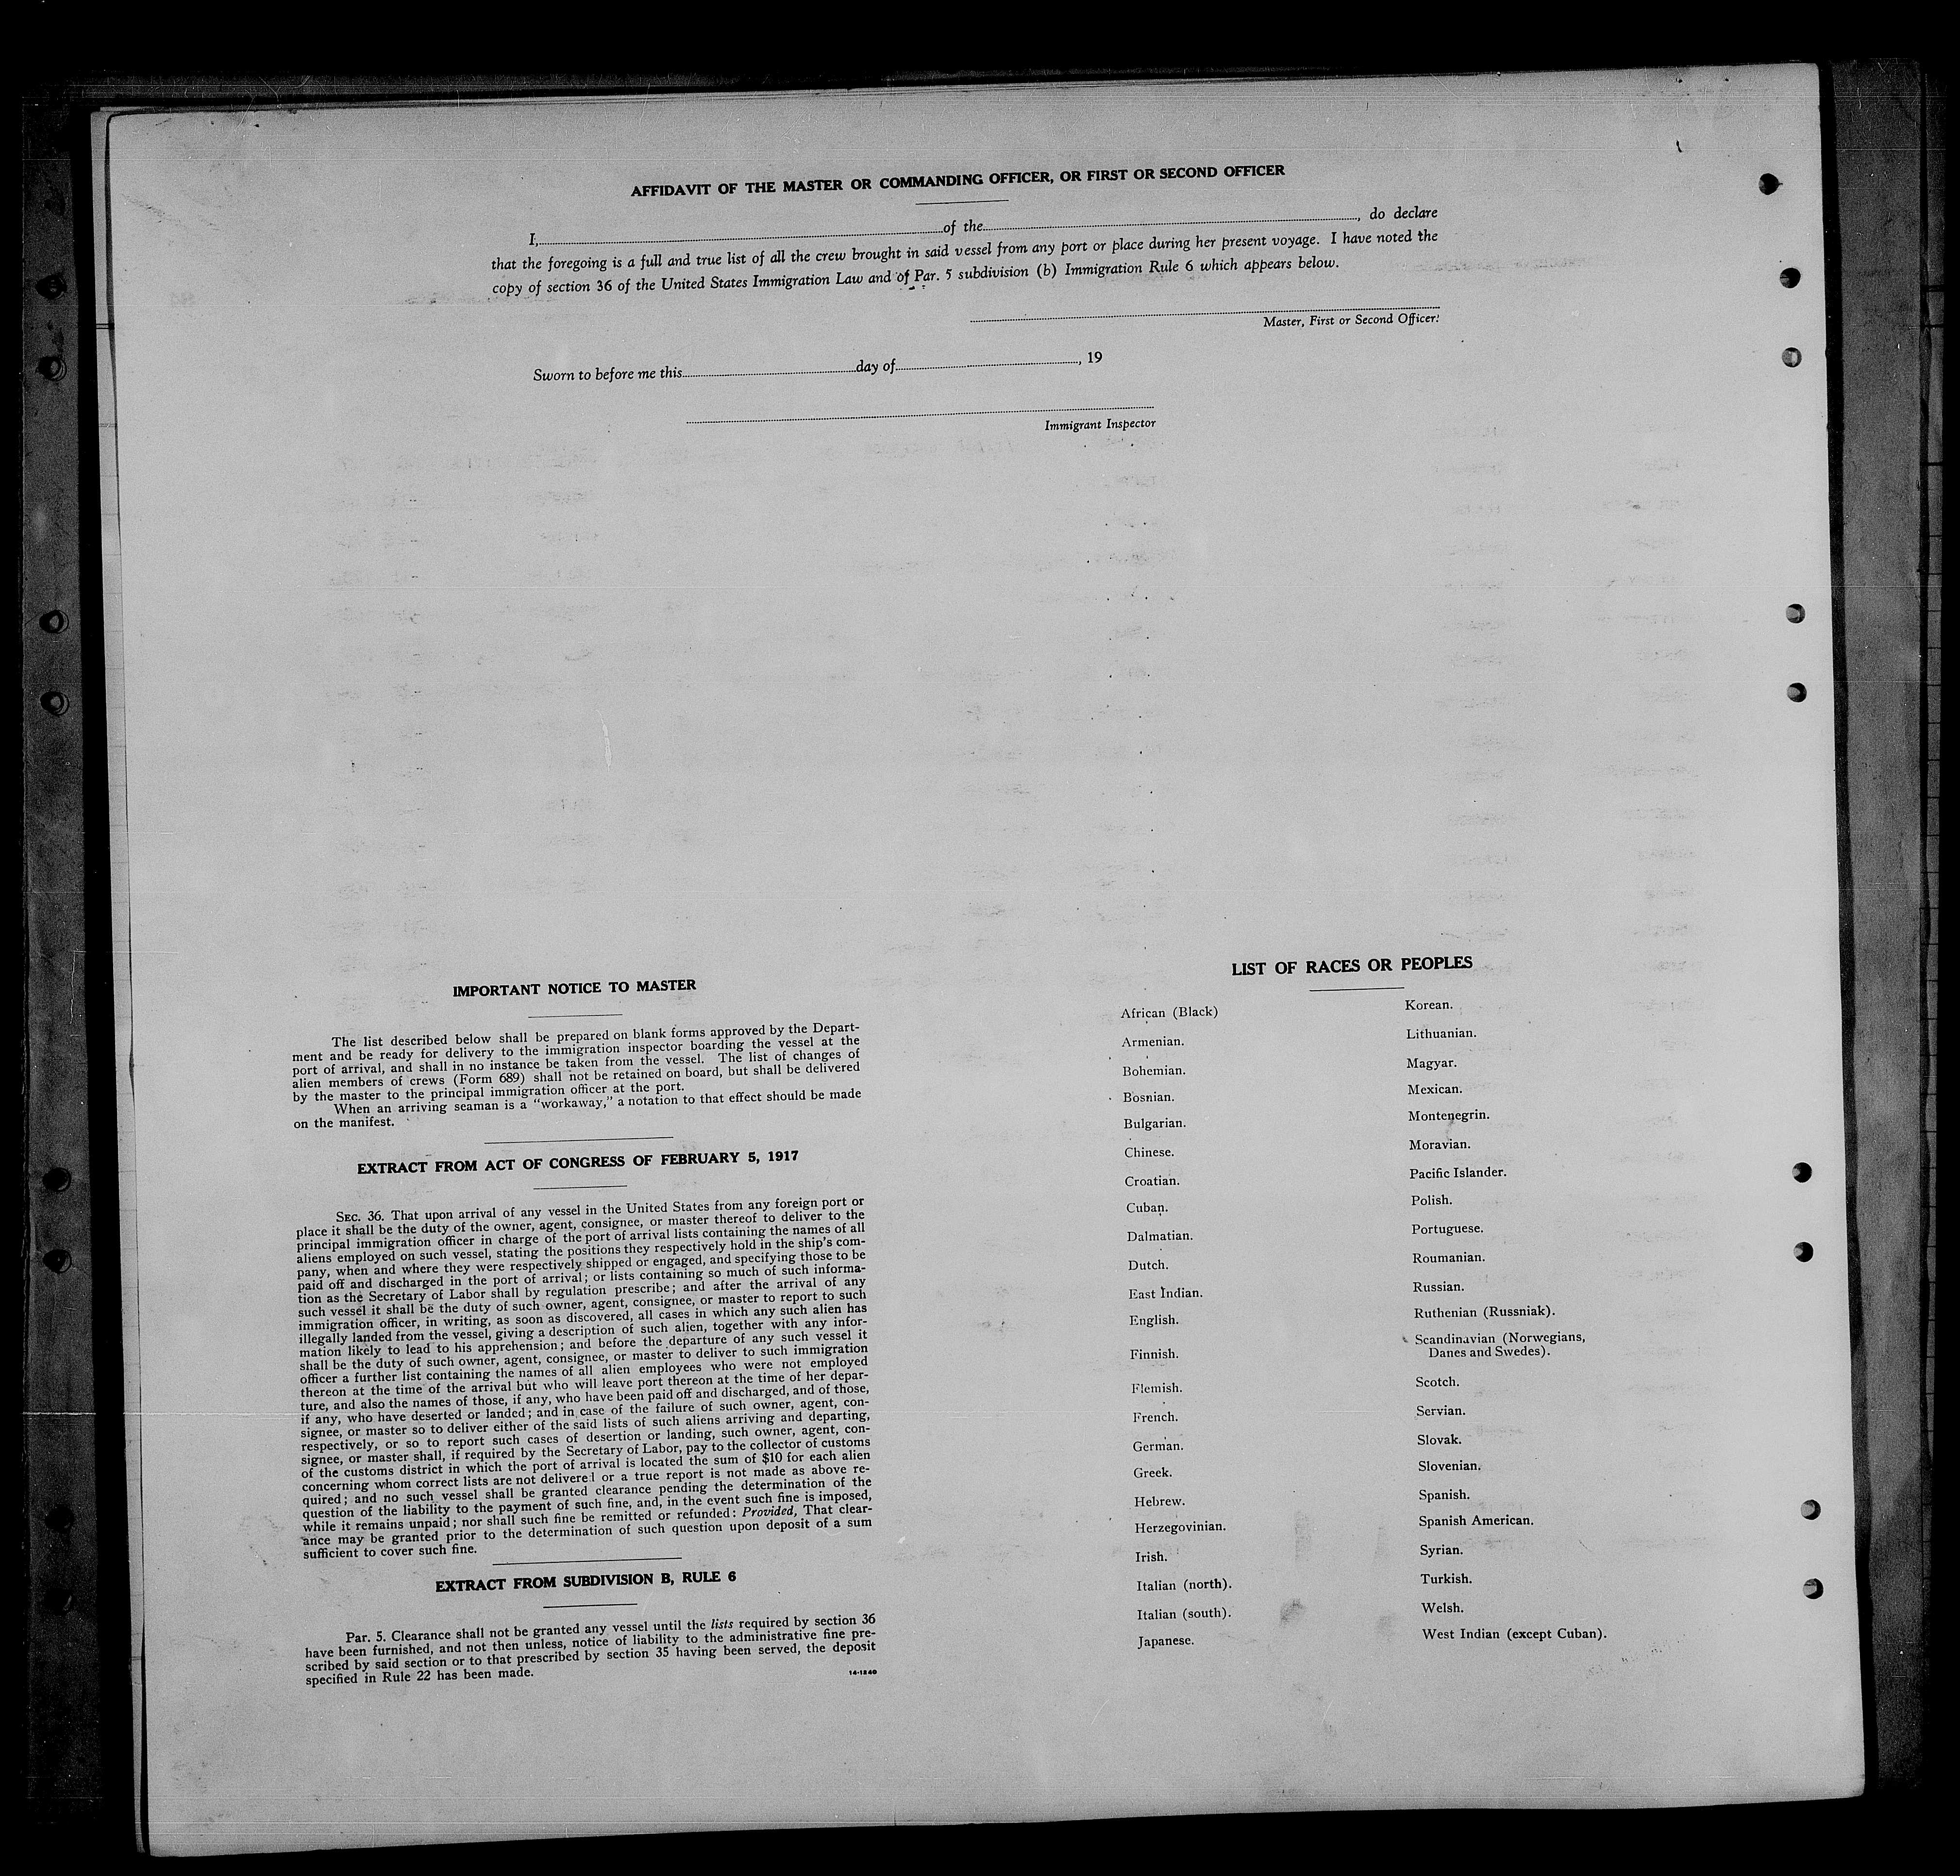 AFFIDAVIT OF THE MASTER OR COMMANDING OFFICER, OR FIRST OR SECOND OFFICER
I, of the , do declare
that the foregoing is a full and true list of all the crew brought in said vessel from any port or place during her present voyage. I have noted the
copy of section 36 of the United States Immigration Law and of Par. 5 subdivision (b) Immigration Rule 6 which appears below.
Master, First or Second Officer.
Sworn to before me this day of , 19
Immigrant Inspector
IMPORTANT NOTICE TO MASTER
The list described below shall be prepared on blank forms approved by the Depart-
ment and be ready for delivery to the immigration inspector boarding the vessel at the
port of arrival, and shall in no instance be taken from the vessel. The list of changes of
alien members of crews (Form 689) shall not be retained on board, but shall be delivered
by the master to the principal immigration officer at the port.
When an arriving seaman is a "workaway," a notation to that effect should be made
on the manifest.
EXTRACT FROM ACT OF CONGRESS OF FEBRUARY 5, 1917
SEC. 36. That upon arrival of any vessel in the United States from any foreign port or
place it shall be the duty of the owner, agent, consignee, or master thereof to deliver to the
principal immigration officer in charge of the port of arrival lists containing the names of all
aliens employed on such vessel, stating the positions they respectively hold in the ship's com-
pany, when and where they were respectively shipped or engaged, and specifying those to be
paid off and discharged in the port of arrival; or lists containing so much of such informa-
tion as the Secretary of Labor shall by regulation prescribe; and after the arrival of any
such vessel it shall be the duty of such owner, agent, consignee, or master to report to such
immigration officer, in writing, as soon as discovered, all cases in which any such alien has
illegally landed from the vessel, giving a description of such alien, together with any infor-
mation likely to lead to his apprehension; and before the departure of any such vessel it
shall be the duty of such owner, agent, consignee, or master to deliver to such immigration
officer a further list containing the names of all alien employees who were not employed
thereon at the time of the arrival but who will leave port thereon at the time of her depar-
ture, and also the names of those, if any, who have been paid off and discharged, and of those,
if any, who have deserted or landed; and in case of the failure of such owner, agent, con-
signee, or master so to deliver either of the said lists of such aliens arriving and departing,
respectively, or so to report such cases of desertion or landing, such owner, agent, con-
signee, or master shall, if required by the Secretary of Labor, pay to the collector of customs
of the customs district in which the port of arrival is located the sum of $10 for each alien
concerning whom correct lists are not delivered or a true report is not made as above re-
quired; and no such vessel shall be granted clearance pending the determination of the
question of the liability to the payment of such fine, and, in the event such fine is imposed,
while it remains unpaid; nor shall such fine be remitted or refunded: Provided, That clear-
ance may be granted prior to the determination of such question upon deposit of a sum
sufficient to cover such fine.
EXTRACT FROM SUBDIVISION B, RULE 6
Par. 5. Clearance shall not be granted any vessel until the lists required by section 36
have been furnished, and not then unless, notice of liability to the administrative fine pre-
scribed by said section or to that prescribed by section 35 having been served, the deposit
specified in Rule 22 has been made.
14-1240
LIST OF RACES OR PEOPLES
African (Black)
Armenian.
Bohemian.
Bosnian.
Bulgarian.
Chinese.
Croatian.
Cuban.
Dalmatian.
Dutch.
East Indian.
English.
Finnish.
Flemish.
French.
German.
Greek.
Hebrew.
Herzegovinian.
Irish.
Italian (north).
Italian (south).
Japanese.
Korean.
Lithuanian.
Magyar.
Mexican.
Montenegrin.
Moravian.
Pacific Islander.
Polish.
Portuguese.
Roumanian.
Russian.
Ruthenian (Russniak).
Scandinavian (Norwegians,
Danes and Swedes).
Scotch.
Servian.
Slovak.
Slovenian.
Spanish.
Spanish American.
Syrian.
Turkish.
Welsh.
West Indian (except Cuban).